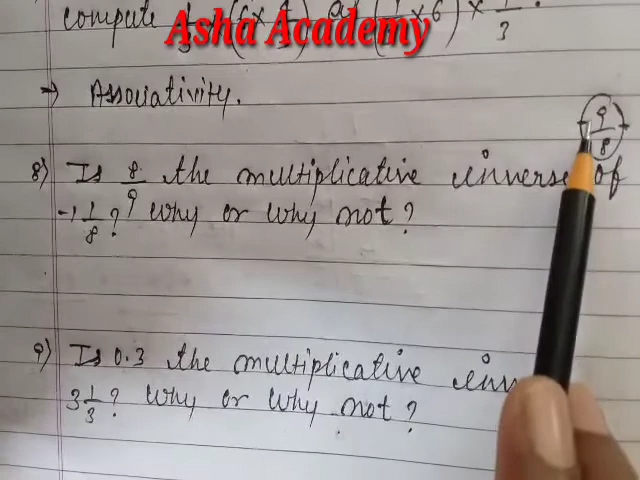 compute
Asha Academy
→ Associativity.
- 9/8
8) Is 8/9 the multiplicative inverse of
-1 1/8? Why or why not?
9) Is 0.3 the multiplicative
3 1/3? Why or why not?